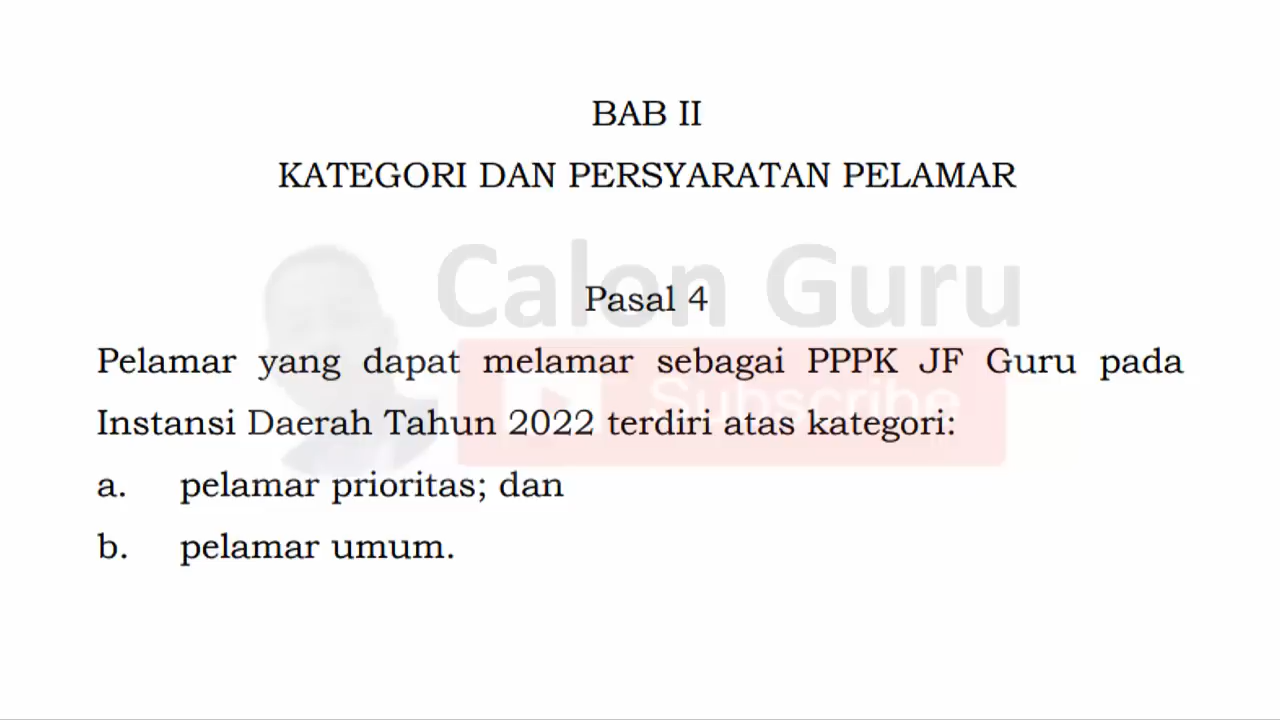 BAB II
KATEGORI DAN PERSYARATAN PELAMAR
Calon Guru
Pasal 4
Pelamar yang dapat melamar sebagai PPPK JF Guru pada
Subscribe
Instansi Daerah Tahun 2022 terdiri atas kategori:
a. pelamar prioritas; dan
b. pelamar umum.